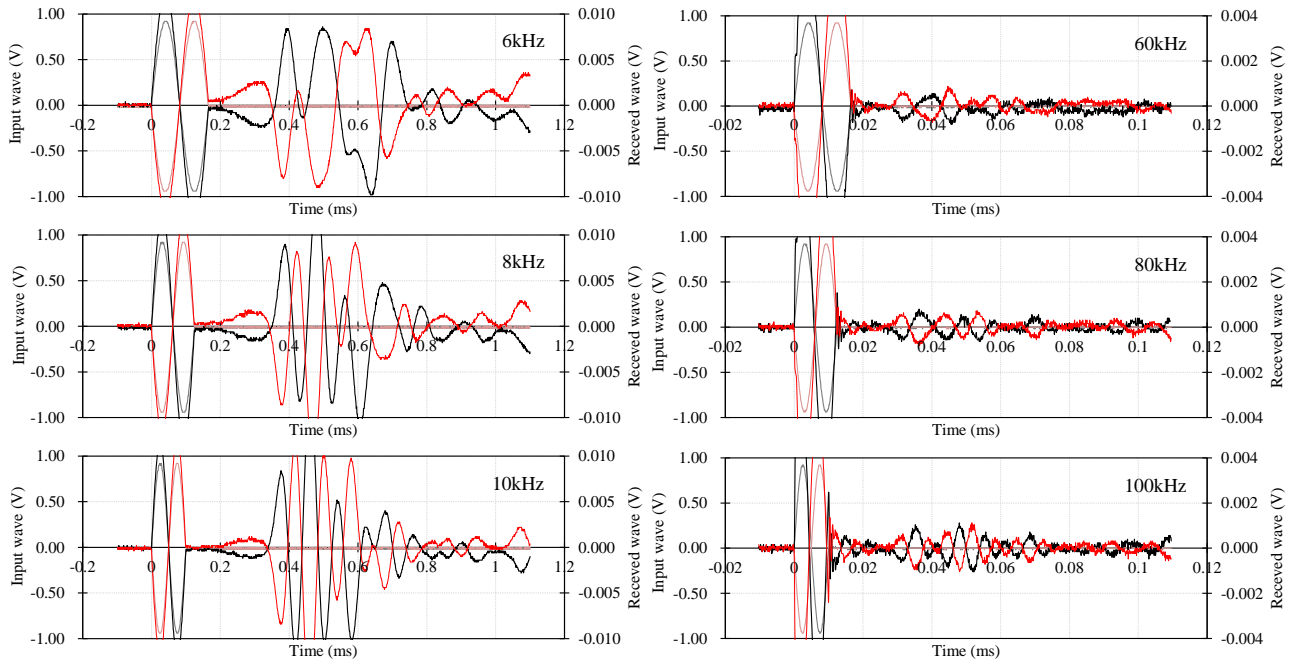 1.00 0.010
6kHz
0.50 0.005
0.00 0.000
-0.2 0 0.2 0.4 0.6 0.8 1 1.2
-0.50 -0.005
-1.00 -0.010
Input wave (V)
Receved wave (V)
Time (ms)
1.00 0.004
60kHz
0.50 0.002
0.00 0.000
-0.02 0 0.02 0.04 0.06 0.08 0.1 0.12
-0.50 -0.002
-1.00 -0.004
Input wave (V)
Receved wave (V)
Time (ms)
1.00 0.010
8kHz
0.50 0.005
0.00 0.000
-0.2 0 0.2 0.4 0.6 0.8 1 1.2
-0.50 -0.005
-1.00 -0.010
Input wave (V)
Receved wave (V)
Time (ms)
1.00 0.004
80kHz
0.50 0.002
0.00 0.000
-0.02 0 0.02 0.04 0.06 0.08 0.1 0.12
-0.50 -0.002
-1.00 -0.004
Input wave (V)
Receved wave (V)
Time (ms)
1.00 0.010
10kHz
0.50 0.005
0.00 0.000
-0.2 0 0.2 0.4 0.6 0.8 1 1.2
-0.50 -0.005
-1.00 -0.010
Input wave (V)
Receved wave (V)
Time (ms)
1.00 0.004
100kHz
0.50 0.002
0.00 0.000
-0.02 0 0.02 0.04 0.06 0.08 0.1 0.12
-0.50 -0.002
-1.00 -0.004
Input wave (V)
Receved wave (V)
Time (ms)